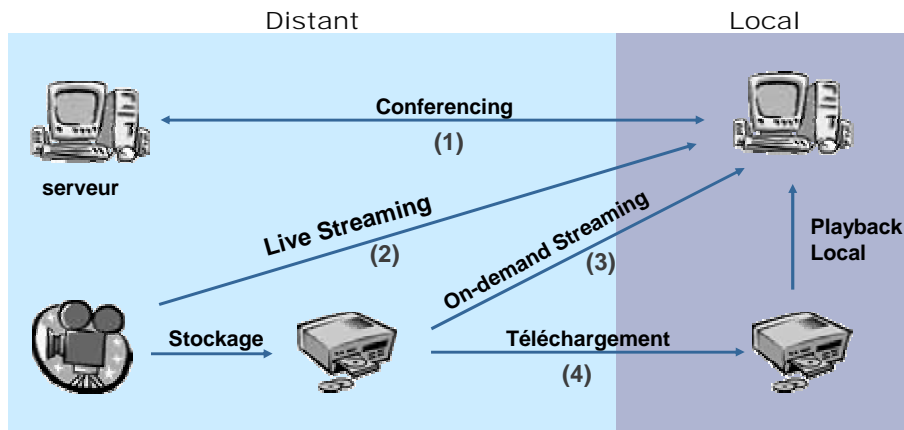 Distant
Local
Conferencing
(1)
serveur
Live Streaming
(2)
On-demand Streaming
(3)
Playback
Local
Stockage
Téléchargement
(4)